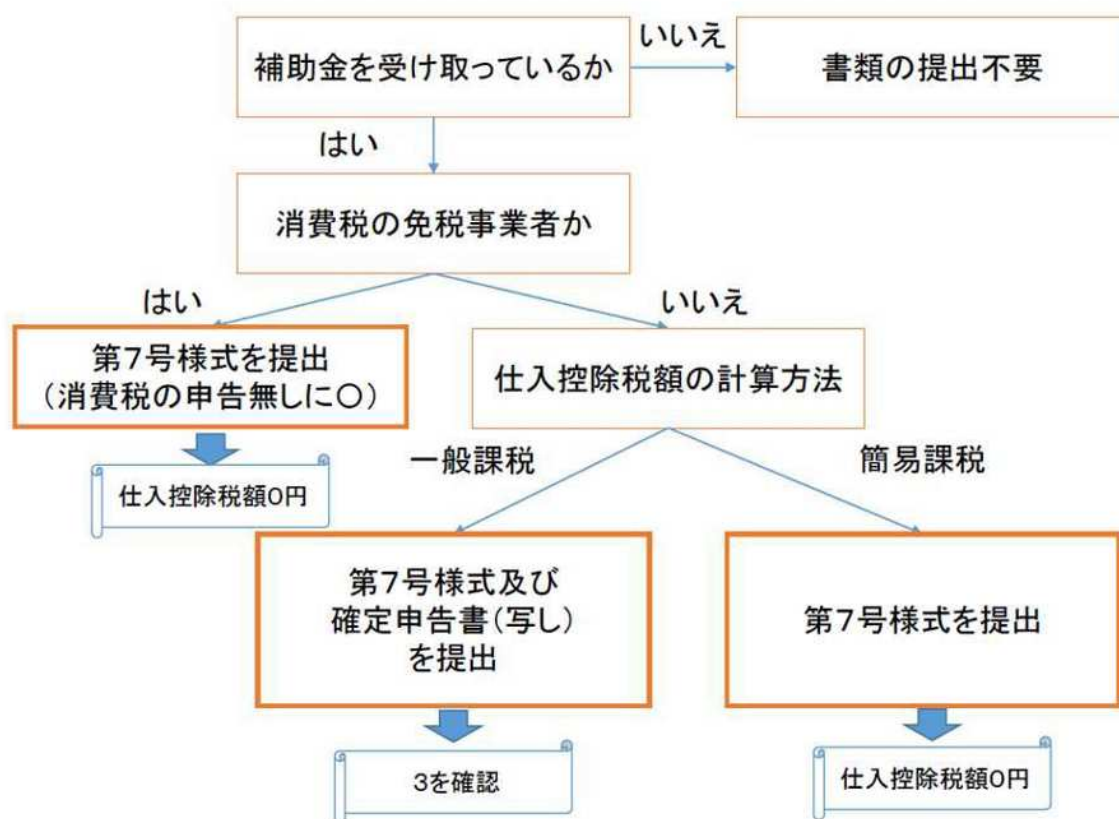 補助金を受け取っているか
いいえ
書類の提出不要
はい
消費税の免税事業者か
はい
いいえ
第7号様式を提出
（消費税の申告無しに〇）
仕入控除税額の計算方法
仕入控除税額0円
一般課税
簡易課税
第7号様式及び
確定申告書（写し）
を提出
第7号様式を提出
3を確認
仕入控除税額0円